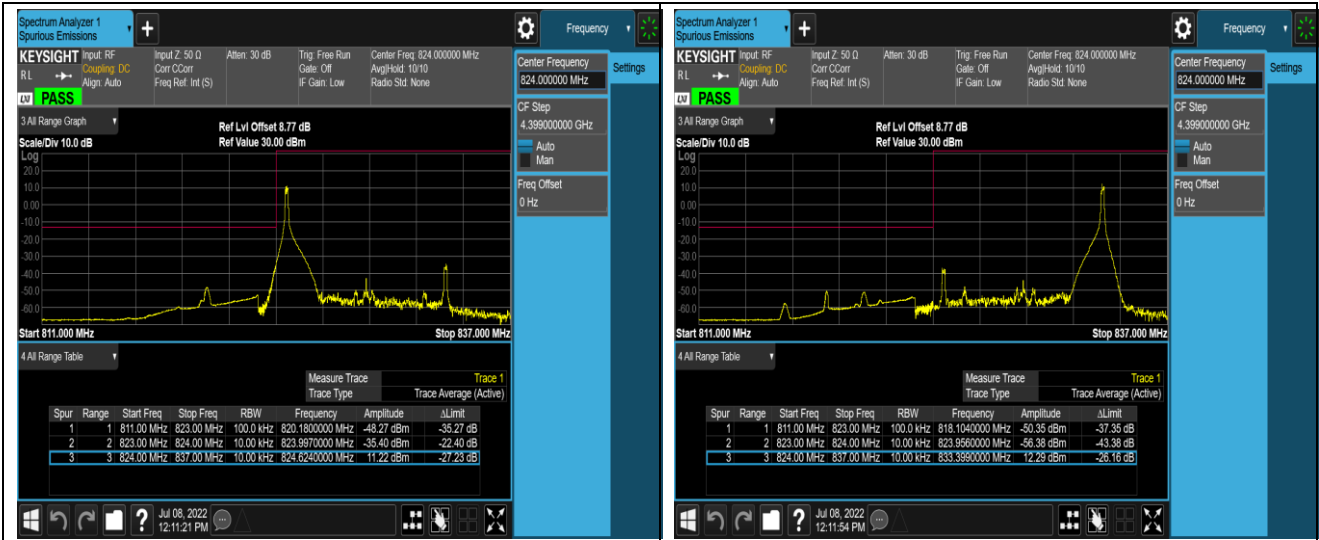 Spectrum Analyzer 1
Spurious Emissions
+
Frequency
KEYSIGHT Input: RF
Coupling: DC
Align: Auto
Input Z: 50 Ω
Corr CCorr
Freq Ref: Int (S)
Atten: 30 dB
Trig: Free Run
Gate: Off
IF Gain: Low
Center Freq: 824.000000 MHz
Avg|Hold: 10/10
Radio Std: None
RL
LXI PASS
Center Frequency
824.000000 MHz
Settings
CF Step
4.399000000 GHz
Auto
Man
Freq Offset
0 Hz
3 All Range Graph
Ref Lvl Offset 8.77 dB
Scale/Div 10.0 dB
Ref Value 30.00 dBm
Log
20.0
10.0
0.00
-10.0
-20.0
-30.0
-40.0
-50.0
-60.0
Start 811.000 MHz
Stop 837.000 MHz
4 All Range Table
Measure Trace Trace 1
Trace Type Trace Average (Active)
Spur Range Start Freq Stop Freq RBW Frequency Amplitude ΔLimit
1 1 811.00 MHz 823.00 MHz 100.0 kHz 820.1800000 MHz -48.27 dBm -35.27 dB
2 2 823.00 MHz 824.00 MHz 10.00 kHz 823.9970000 MHz -35.40 dBm -22.40 dB
3 3 824.00 MHz 837.00 MHz 10.00 kHz 824.6240000 MHz 11.22 dBm -27.23 dB
?
Jul 08, 2022
12:11:21 PM
Spectrum Analyzer 1
Spurious Emissions
+
Frequency
KEYSIGHT Input: RF
Coupling: DC
Align: Auto
Input Z: 50 Ω
Corr CCorr
Freq Ref: Int (S)
Atten: 30 dB
Trig: Free Run
Gate: Off
IF Gain: Low
Center Freq: 824.000000 MHz
Avg|Hold: 10/10
Radio Std: None
RL
LXI PASS
Center Frequency
824.000000 MHz
Settings
CF Step
4.399000000 GHz
Auto
Man
Freq Offset
0 Hz
3 All Range Graph
Ref Lvl Offset 8.77 dB
Scale/Div 10.0 dB
Ref Value 30.00 dBm
Log
20.0
10.0
0.00
-10.0
-20.0
-30.0
-40.0
-50.0
-60.0
Start 811.000 MHz
Stop 837.000 MHz
4 All Range Table
Measure Trace Trace 1
Trace Type Trace Average (Active)
Spur Range Start Freq Stop Freq RBW Frequency Amplitude ΔLimit
1 1 811.00 MHz 823.00 MHz 100.0 kHz 818.1040000 MHz -50.35 dBm -37.35 dB
2 2 823.00 MHz 824.00 MHz 10.00 kHz 823.9560000 MHz -56.38 dBm -43.38 dB
3 3 824.00 MHz 837.00 MHz 10.00 kHz 833.3990000 MHz 12.29 dBm -26.16 dB
?
Jul 08, 2022
12:11:54 PM